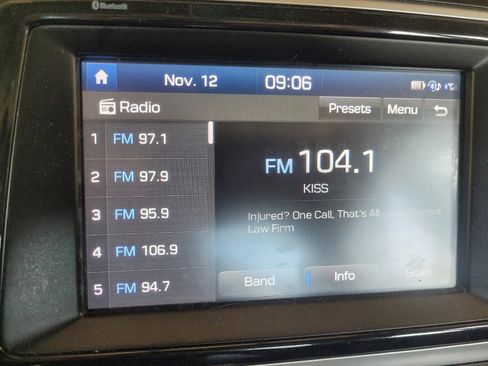 Bluetooth
Nov. 12 09:06
Radio Presets Menu
1 FM 97.1
2 FM 97.9
3 FM 95.9
4 FM 106.9
5 FM 94.7
FM 104.1
KISS
Injured? One Call, That's All - Ken Nugent
Law Firm
Band Info Scan